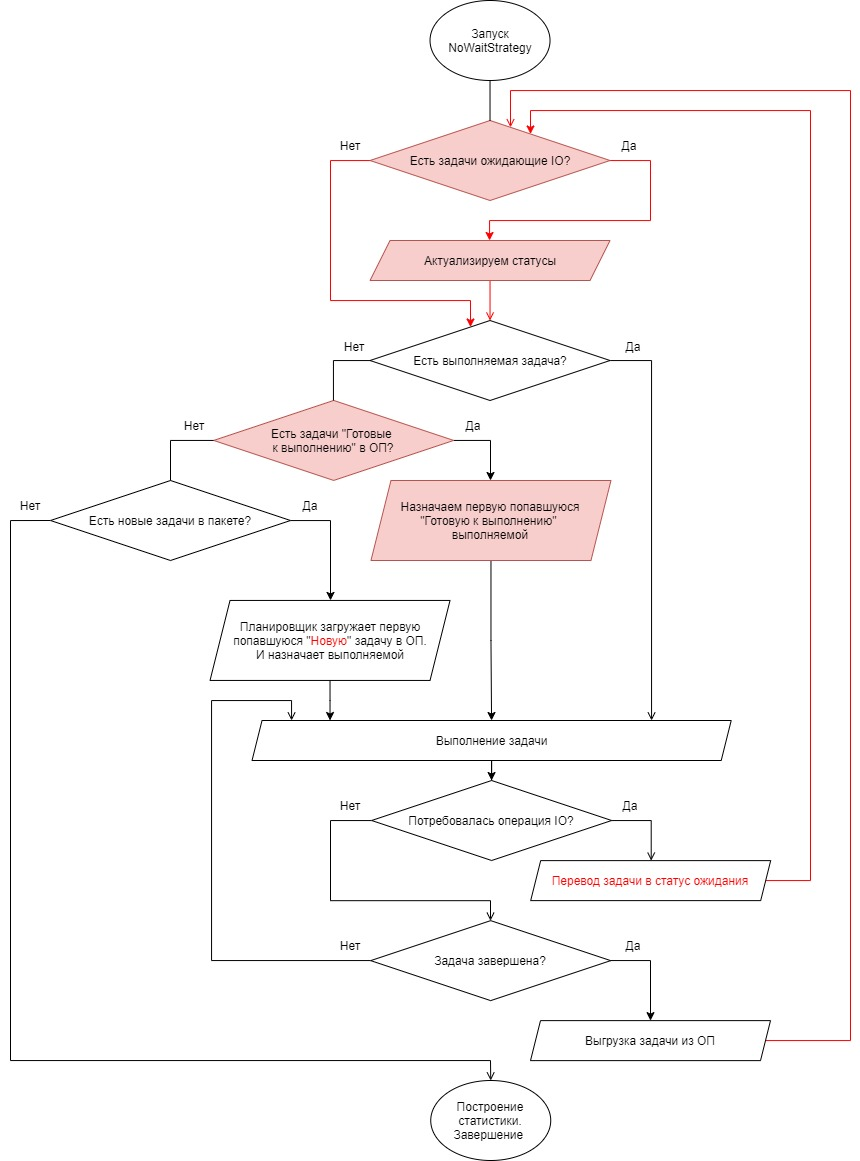 Запуск
NoWaitStrategy
Нет
Да
Есть задачи ожидающие IO?
Актуализируем статусы
Нет
Да
Есть выполняемая задача?
Нет
Да
Есть задачи "Готовые
к выполнению" в ОП?
Нет
Да
Есть новые задачи в пакете?
Назначаем первую попавшуюся
"Готовую к выполнению"
выполняемой
Планировщик загружает первую
попавшуюся "Новую" задачу в ОП.
И назначает выполняемой
Выполнение задачи
Нет
Да
Потребовалась операция IO?
Перевод задачи в статус ожидания
Нет
Да
Задача завершена?
Выгрузка задачи из ОП
Построение
статистики.
Завершение